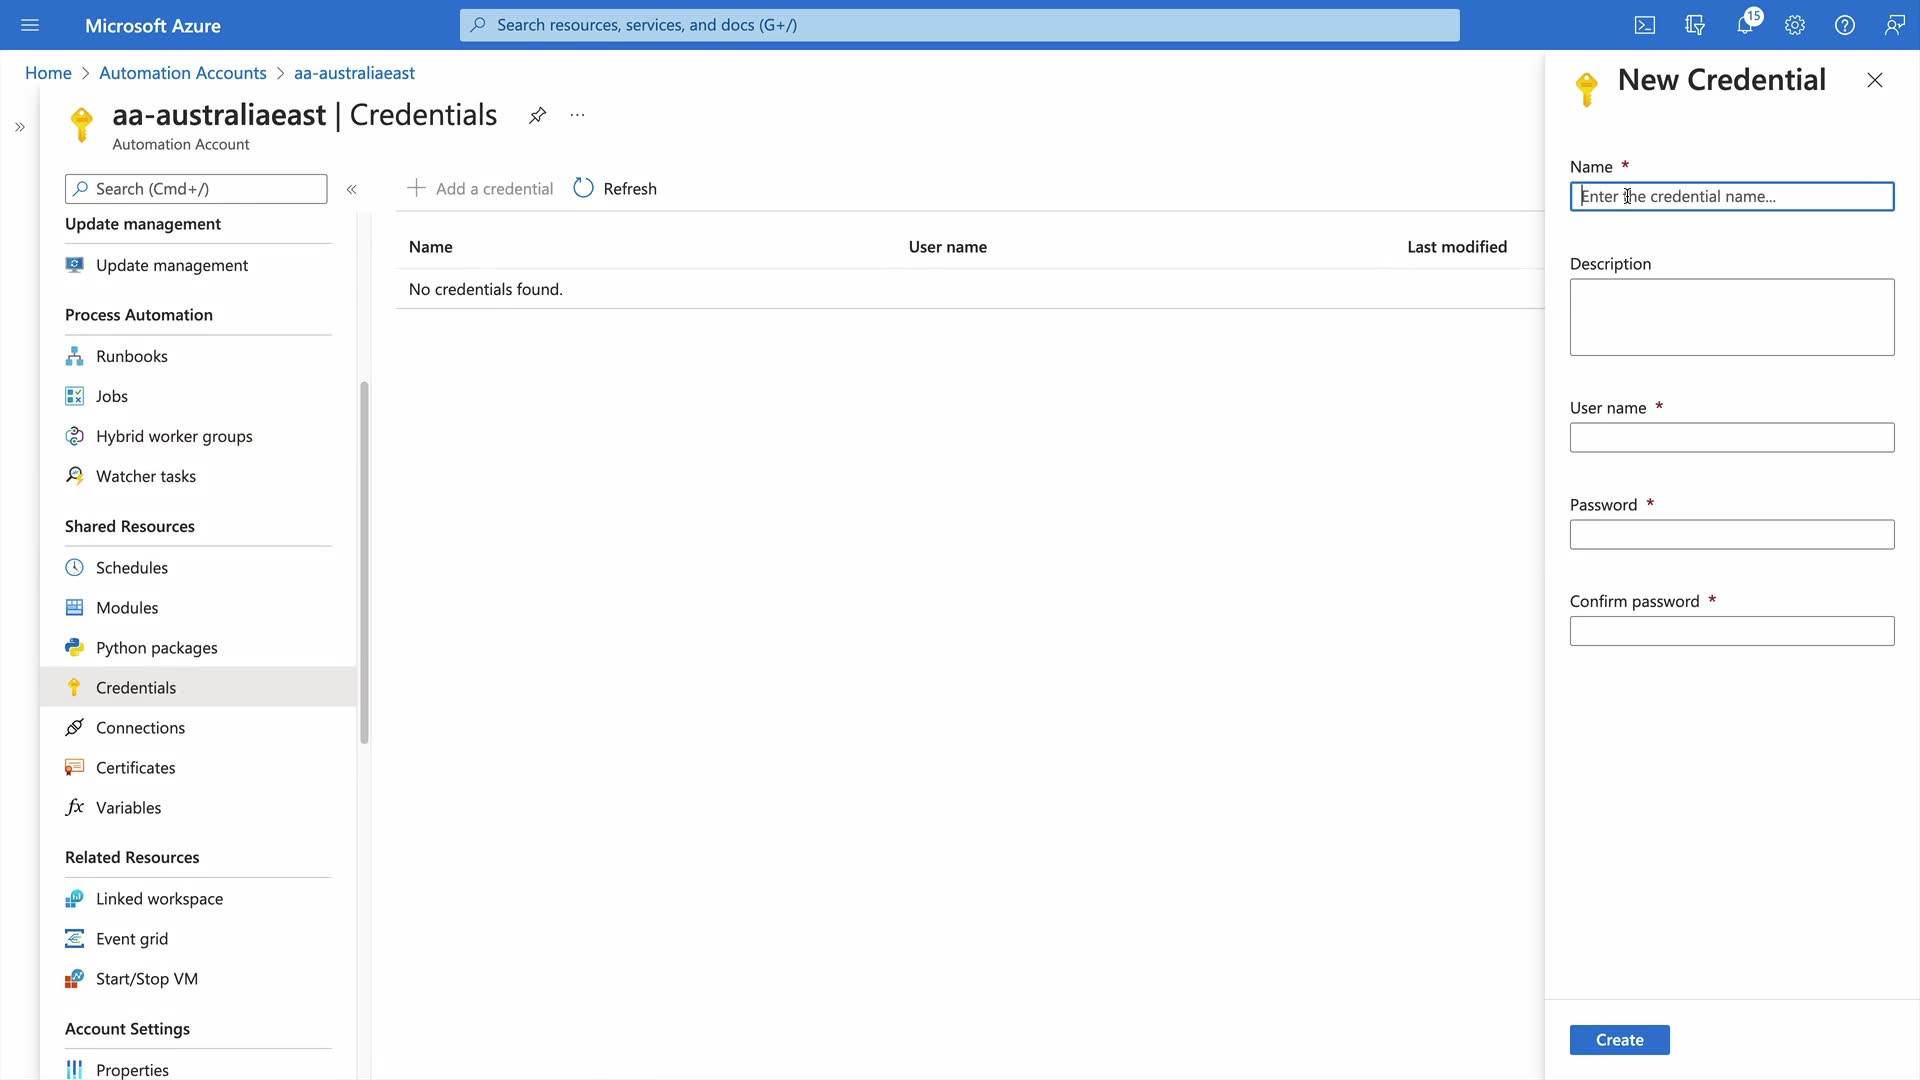 Microsoft Azure
Search resources, services, and docs (G+/)
15
Home > Automation Accounts > aa-australiaeast
aa-australiaeast | Credentials
...
Automation Account
Search (Cmd+/)
Update management
Update management
Process Automation
Runbooks
Jobs
Hybrid worker groups
Watcher tasks
Shared Resources
Schedules
Modules
Python packages
Credentials
Connections
Certificates
Variables
Related Resources
Linked workspace
Event grid
Start/Stop VM
Account Settings
Properties
Add a credential Refresh
Name User name Last modified
No credentials found.
New Credential
Name *
Enter the credential name...
Description
User name *
Password *
Confirm password *
Create